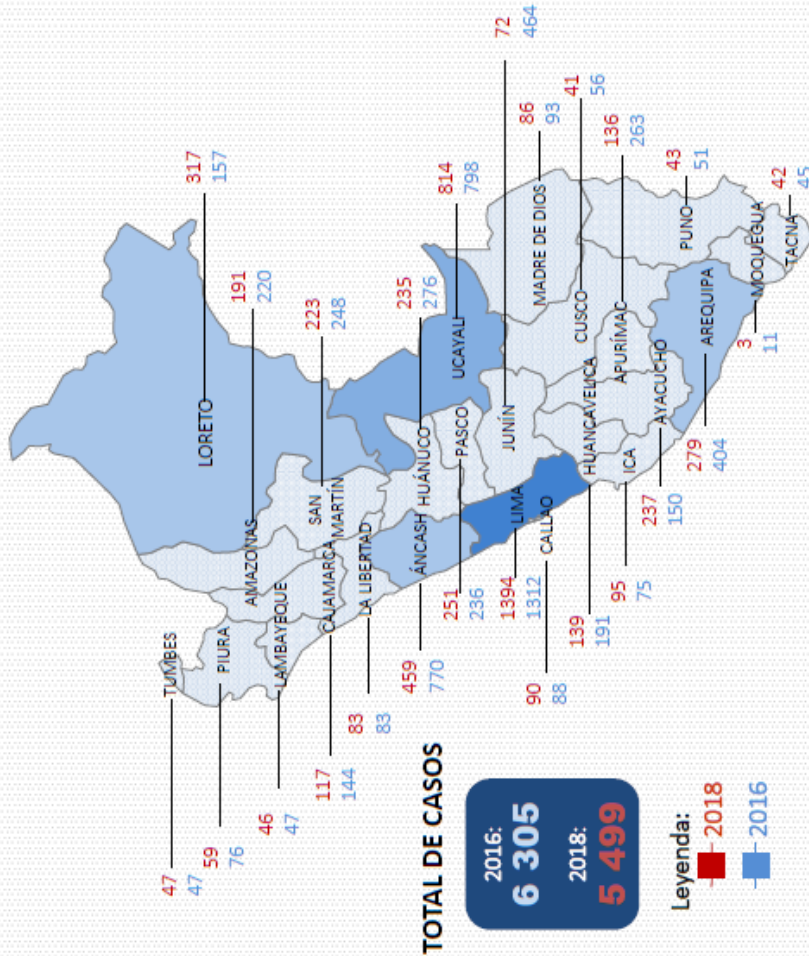 TUMBES
47
47
PIURA
59
76
LAMBAYEQUE
46
47
CAJAMARCA
117
144
LA LIBERTAD
83
83
AMAZONAS
191
220
LORETO
317
157
SAN
MARTÍN
223
248
ÁNCASH
459
770
HUÁNUCO
235
276
UCAYALI
814
798
PASCO
251
236
LIMA
1394
1312
CALLAO
90
88
JUNÍN
72
464
HUANCAVELICA
139
191
ICA
95
75
MADRE DE DIOS
86
93
CUSCO
41
56
APURÍMAC
136
263
AYACUCHO
237
150
AREQUIPA
279
404
PUNO
43
51
MOQUEGUA
3
11
TACNA
42
45
TOTAL DE CASOS
2016:
6 305
2018:
5 499
Leyenda:
2018
2016